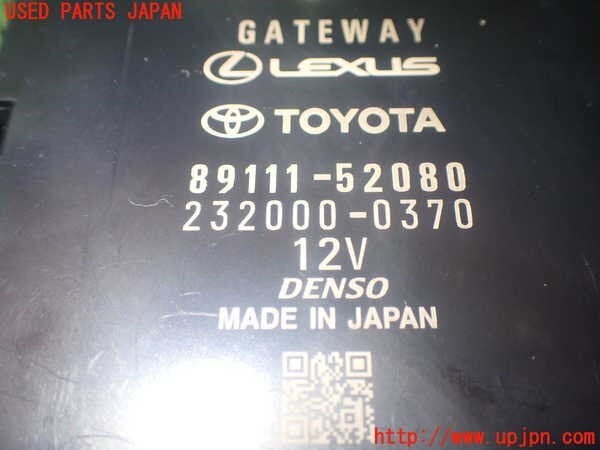 USED PARTS JAPAN
GATEWAY
LEXUS
TOYOTA
89111-52080
232000-0370
12V
DENSO
MADE IN JAPAN
http://www.upjpn.com/